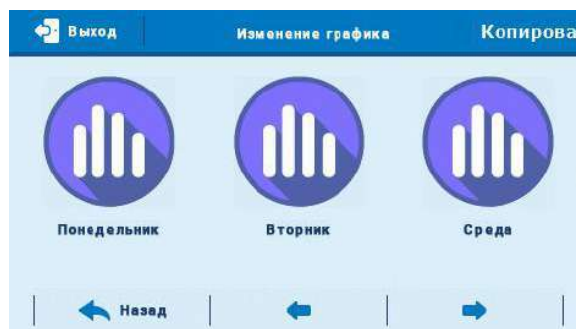 Выход Изменение графика Копирова
Понедельник Вторник Среда
Назад